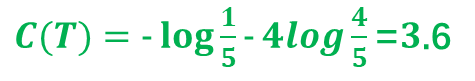 C(T) = - log 1/5 - 4log 4/5 = 3.6